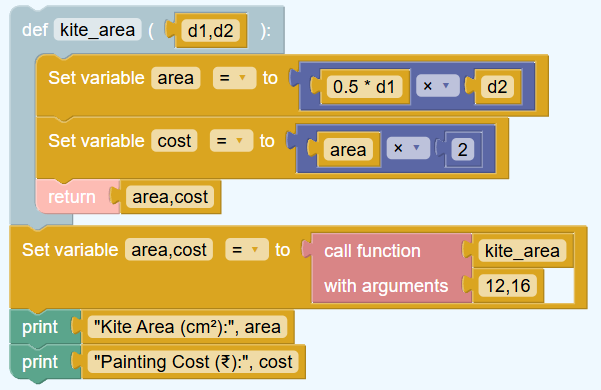 def kite_area ( d1,d2 ):
Set variable area = to 0.5 * d1 × d2
Set variable cost = to area × 2
return area,cost
Set variable area,cost = to call function kite_area
with arguments 12,16
print "Kite Area (cm²):", area
print "Painting Cost (₹):", cost